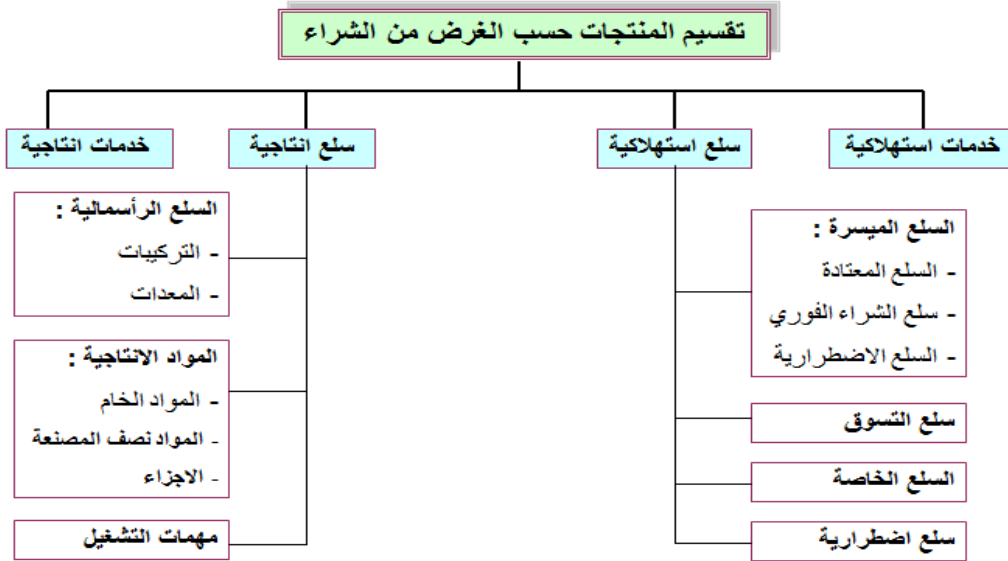 تقسيم المنتجات حسب الغرض من الشراء
خدمات استهلاكية
سلع استهلاكية
سلع انتاجية
خدمات انتاجية
السلع الميسرة :
- السلع المعتادة
- سلع الشراء الفوري
- السلع الاضطرارية
سلع التسوق
السلع الخاصة
سلع اضطرارية
السلع الرأسمالية :
- التركيبات
- المعدات
المواد الانتاجية :
- المواد الخام
- المواد نصف المصنعة
- الاجزاء
مهمات التشغيل